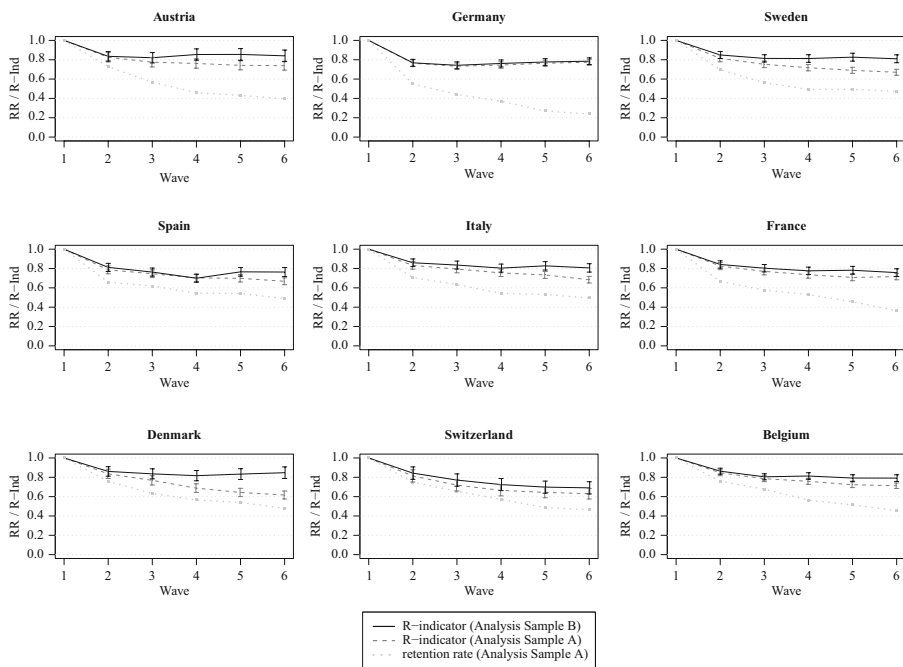 Austria
Germany
Sweden
RR / R−Ind
1.0
0.8
0.6
0.4
0.2
0.0
1 2 3 4 5 6
Wave
RR / R−Ind
1.0
0.8
0.6
0.4
0.2
0.0
1 2 3 4 5 6
Wave
RR / R−Ind
1.0
0.8
0.6
0.4
0.2
0.0
1 2 3 4 5 6
Wave
Spain
Italy
France
RR / R−Ind
1.0
0.8
0.6
0.4
0.2
0.0
1 2 3 4 5 6
Wave
RR / R−Ind
1.0
0.8
0.6
0.4
0.2
0.0
1 2 3 4 5 6
Wave
RR / R−Ind
1.0
0.8
0.6
0.4
0.2
0.0
1 2 3 4 5 6
Wave
Denmark
Switzerland
Belgium
RR / R−Ind
1.0
0.8
0.6
0.4
0.2
0.0
1 2 3 4 5 6
Wave
RR / R−Ind
1.0
0.8
0.6
0.4
0.2
0.0
1 2 3 4 5 6
Wave
RR / R−Ind
1.0
0.8
0.6
0.4
0.2
0.0
1 2 3 4 5 6
Wave
R−indicator (Analysis Sample B)
R−indicator (Analysis Sample A)
retention rate (Analysis Sample A)